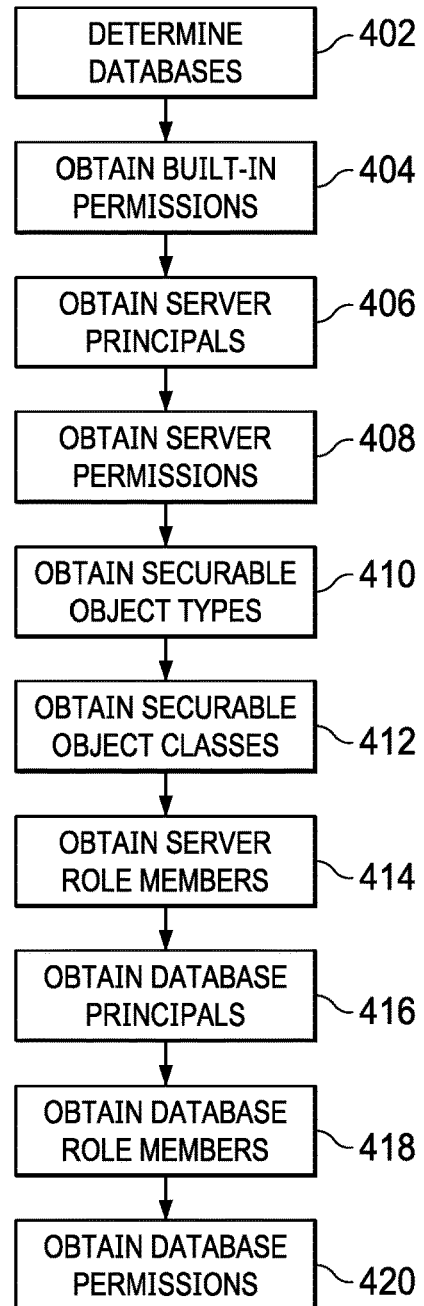 DETERMINE
DATABASES
402
OBTAIN BUILT-IN
PERMISSIONS
404
OBTAIN SERVER
PRINCIPALS
406
OBTAIN SERVER
PERMISSIONS
408
OBTAIN SECURABLE
OBJECT TYPES
410
OBTAIN SECURABLE
OBJECT CLASSES
412
OBTAIN SERVER
ROLE MEMBERS
414
OBTAIN DATABASE
PRINCIPALS
416
OBTAIN DATABASE
ROLE MEMBERS
418
OBTAIN DATABASE
PERMISSIONS
420